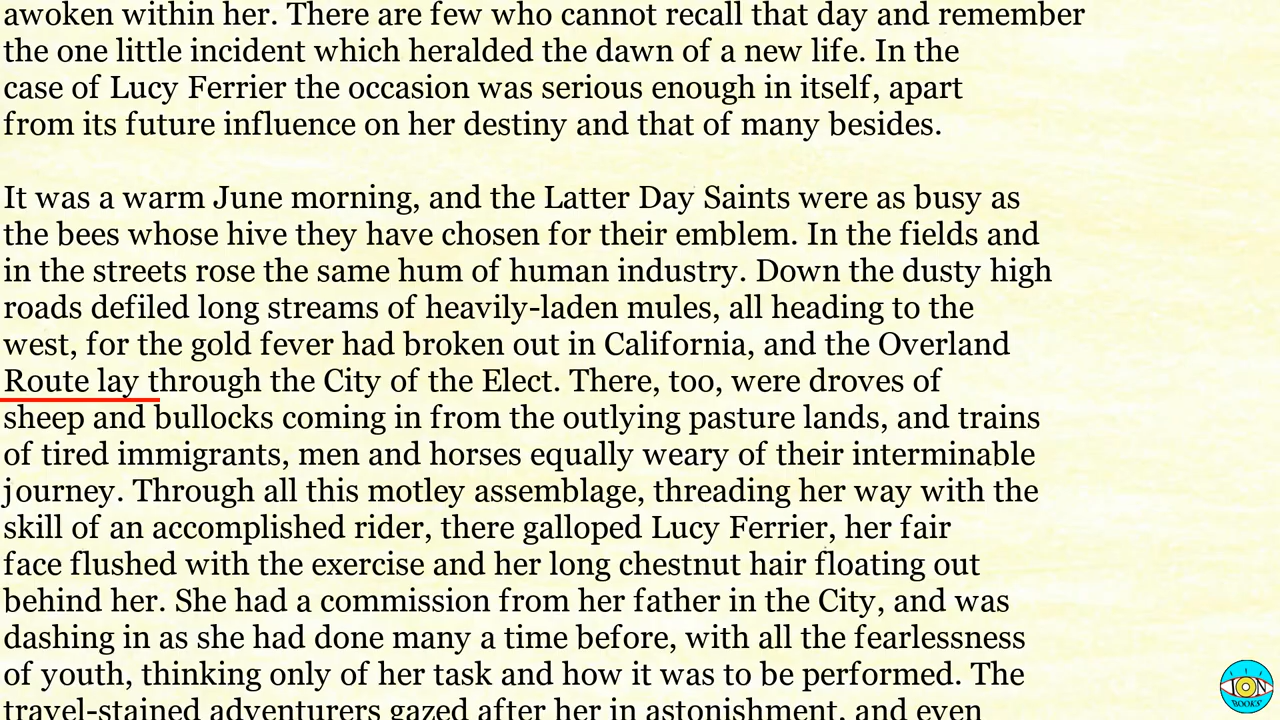 awoken within her. There are few who cannot recall that day and remember
the one little incident which heralded the dawn of a new life. In the
case of Lucy Ferrier the occasion was serious enough in itself, apart
from its future influence on her destiny and that of many besides.
It was a warm June morning, and the Latter Day Saints were as busy as
the bees whose hive they have chosen for their emblem. In the fields and
in the streets rose the same hum of human industry. Down the dusty high
roads defiled long streams of heavily-laden mules, all heading to the
west, for the gold fever had broken out in California, and the Overland
Route lay through the City of the Elect. There, too, were droves of
sheep and bullocks coming in from the outlying pasture lands, and trains
of tired immigrants, men and horses equally weary of their interminable
journey. Through all this motley assemblage, threading her way with the
skill of an accomplished rider, there galloped Lucy Ferrier, her fair
face flushed with the exercise and her long chestnut hair floating out
behind her. She had a commission from her father in the City, and was
dashing in as she had done many a time before, with all the fearlessness
of youth, thinking only of her task and how it was to be performed. The
travel-stained adventurers gazed after her in astonishment, and even
ION
BOOKS